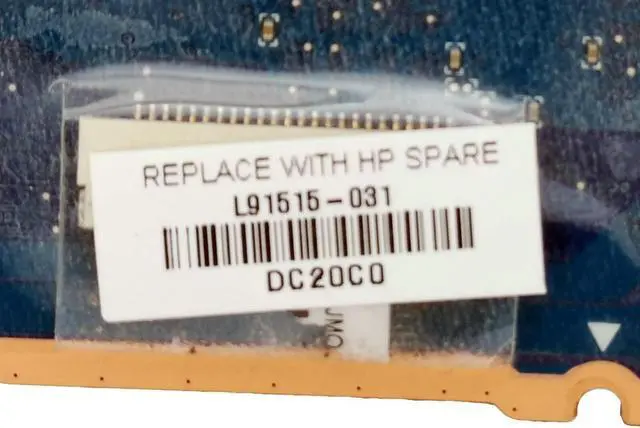 REPLACE WITH HP SPARE
L91515-031
DC20C0